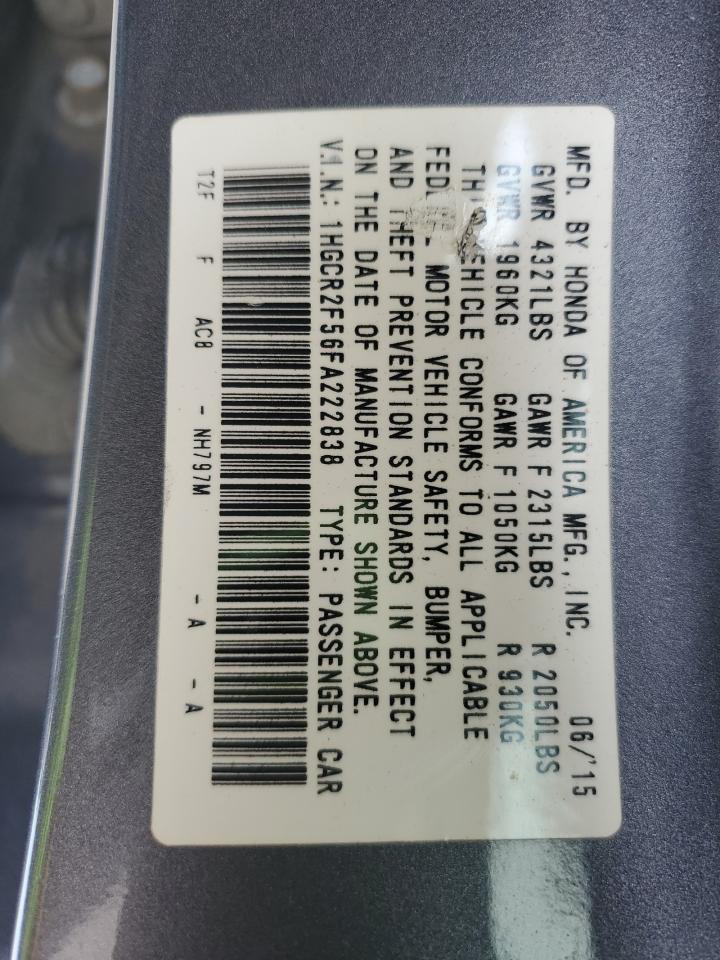 MFD. BY HONDA OF AMERICA MFG., INC. 06/'15
GVWR 4321LBS GAWR F 2315LBS R 2050LBS
GVWR 1960KG GAWR F 1050KG R 930KG
THIS VEHICLE CONFORMS TO ALL APPLICABLE
FEDERAL MOTOR VEHICLE SAFETY, BUMPER,
AND THEFT PREVENTION STANDARDS IN EFFECT
ON THE DATE OF MANUFACTURE SHOWN ABOVE.
V.I.N.: 1HGCR2F56FA222838 TYPE: PASSENGER CAR
T2F F AC8 - NH797M - A - A